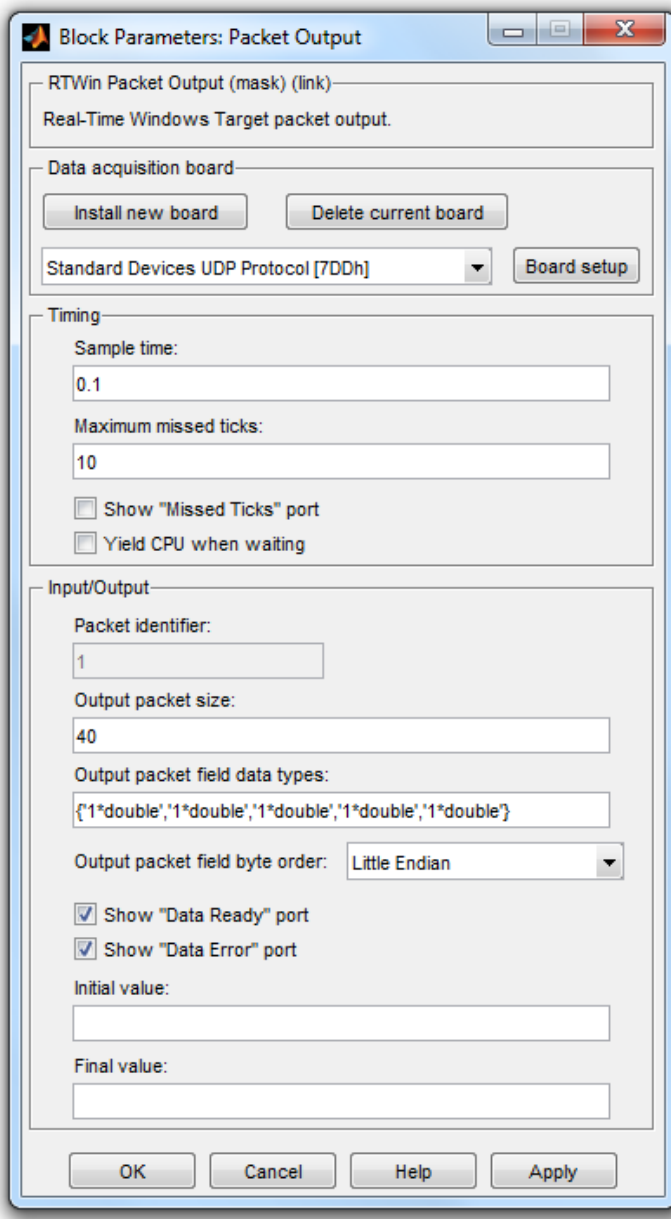 Block Parameters: Packet Output
RTWin Packet Output (mask) (link)
Real-Time Windows Target packet output.
Data acquisition board
Install new board Delete current board
Standard Devices UDP Protocol [7DDh] Board setup
Timing
Sample time:
0.1
Maximum missed ticks:
10
Show "Missed Ticks" port
Yield CPU when waiting
Input/Output
Packet identifier:
1
Output packet size:
40
Output packet field data types:
{'1*double','1*double','1*double','1*double','1*double'}
Output packet field byte order: Little Endian
Show "Data Ready" port
Show "Data Error" port
Initial value:
Final value:
OK Cancel Help Apply